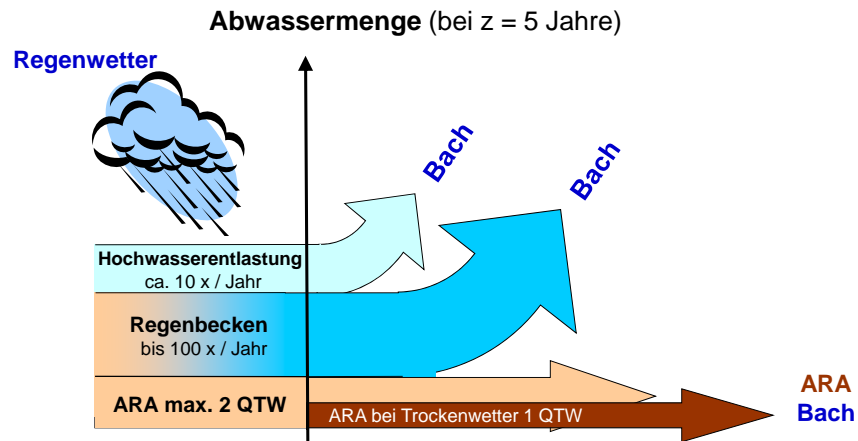 Abwassermenge (bei z = 5 Jahre)
Regenwetter
Bach
Bach
Hochwasserentlastung
ca. 10 x / Jahr
Regenbecken
bis 100 x / Jahr
ARA max. 2 QTW
ARA bei Trockenwetter 1 QTW
ARA
Bach